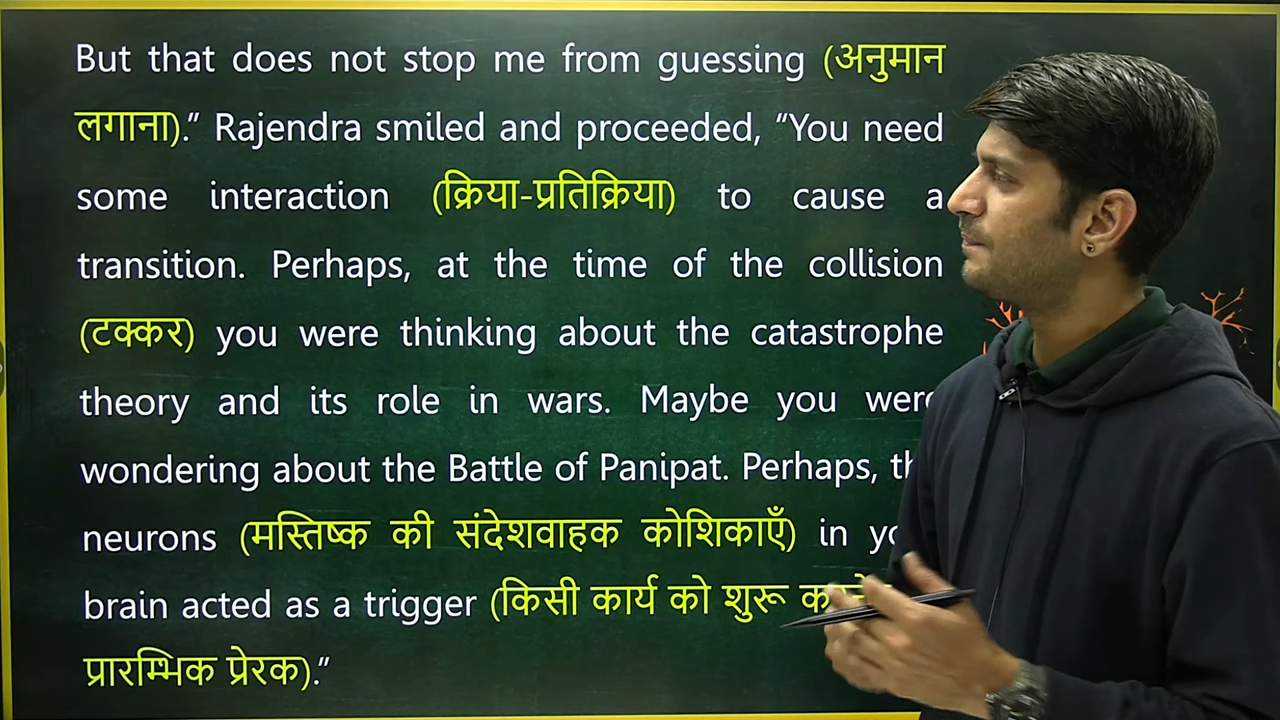 But that does not stop me from guessing (अनुमान
लगाना).” Rajendra smiled and proceeded, “You need
some interaction (क्रिया-प्रतिक्रिया) to cause a
transition. Perhaps, at the time of the collision
(टक्कर) you were thinking about the catastrophe
theory and its role in wars. Maybe you were
wondering about the Battle of Panipat. Perhaps,
neurons (मस्तिष्क की संदेशवाहक कोशिकाएँ) in
brain acted as a trigger (किसी कार्य को शुरू
प्रारम्भिक प्रेरक).”